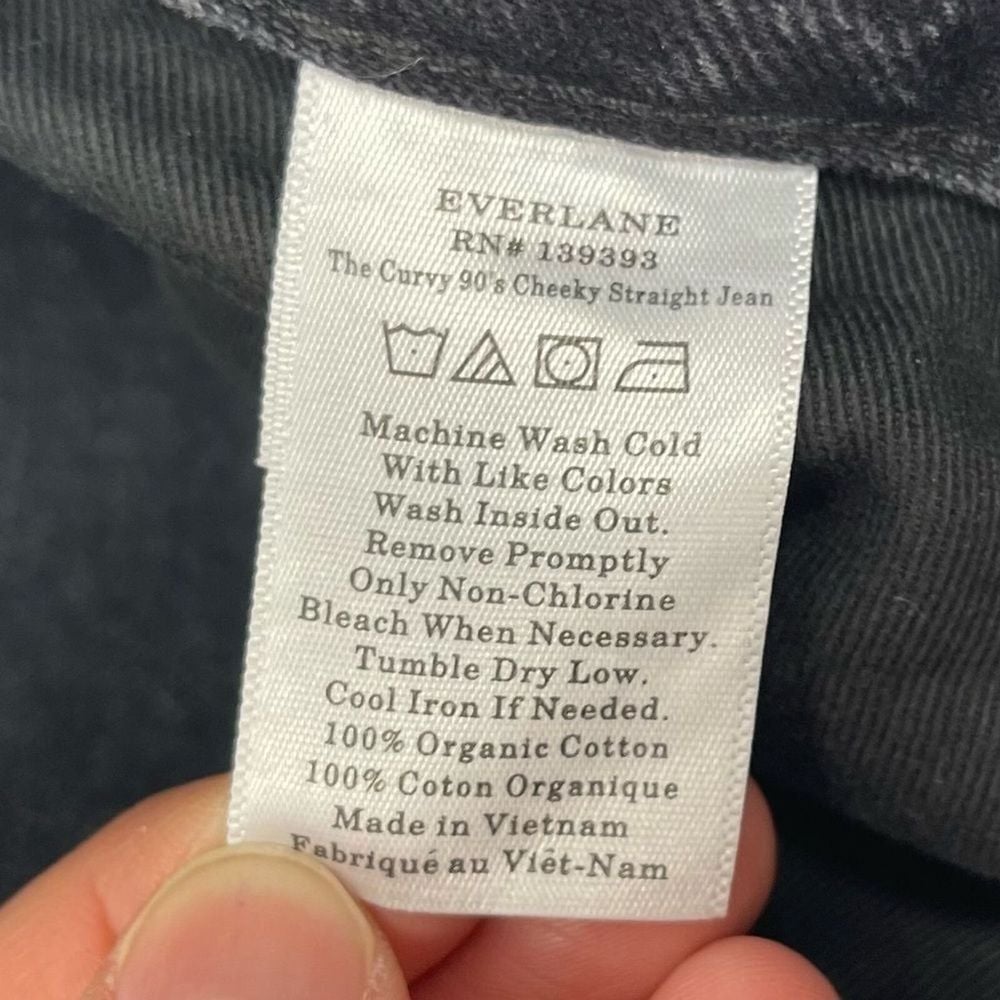 EVERLANE
RN# 139393
The Curvy 90's Cheeky Straight Jean
Machine Wash Cold
With Like Colors
Wash Inside Out.
Remove Promptly
Only Non-Chlorine
Bleach When Necessary.
Tumble Dry Low.
Cool Iron If Needed.
100% Organic Cotton
100% Coton Organique
Made in Vietnam
Fabriqué au Viêt-Nam